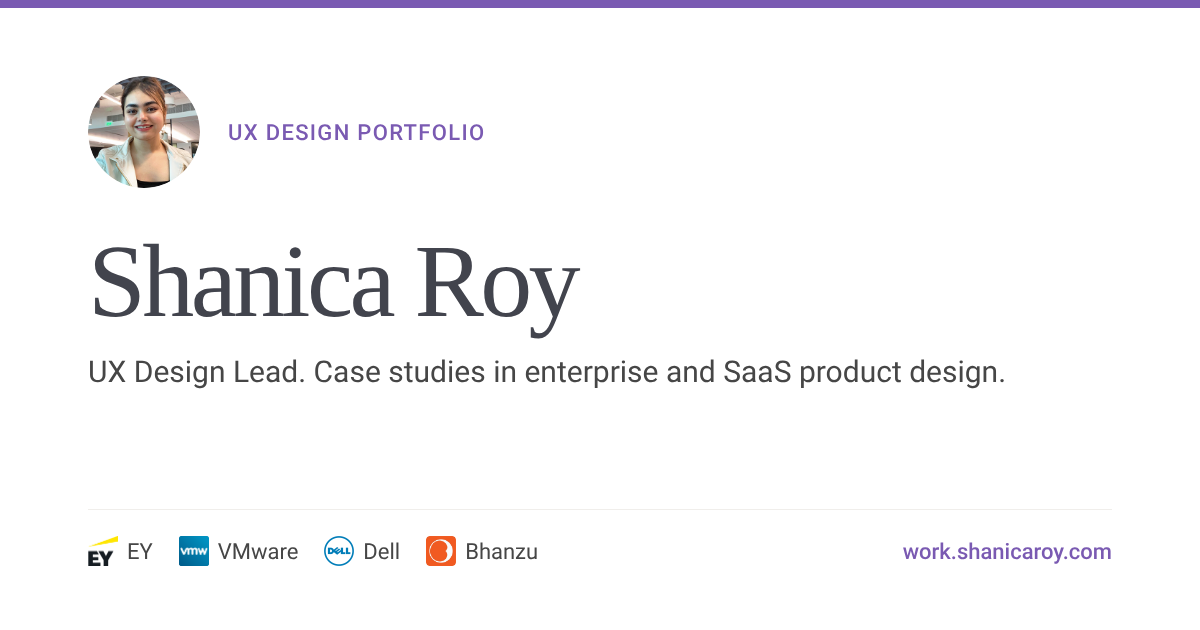 UX DESIGN PORTFOLIO
Shanica Roy
UX Design Lead. Case studies in enterprise and SaaS product design.
EY EY vmw VMware DELL Dell Bhanzu work.shanicaroy.com